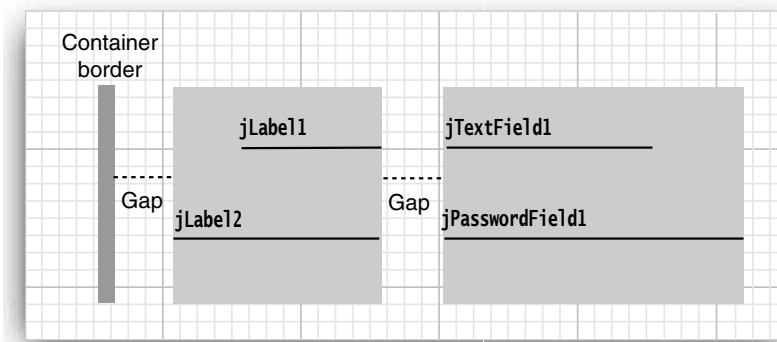 Container
border
jLabel1
jTextField1
Gap
Gap
jLabel2
jPasswordField1